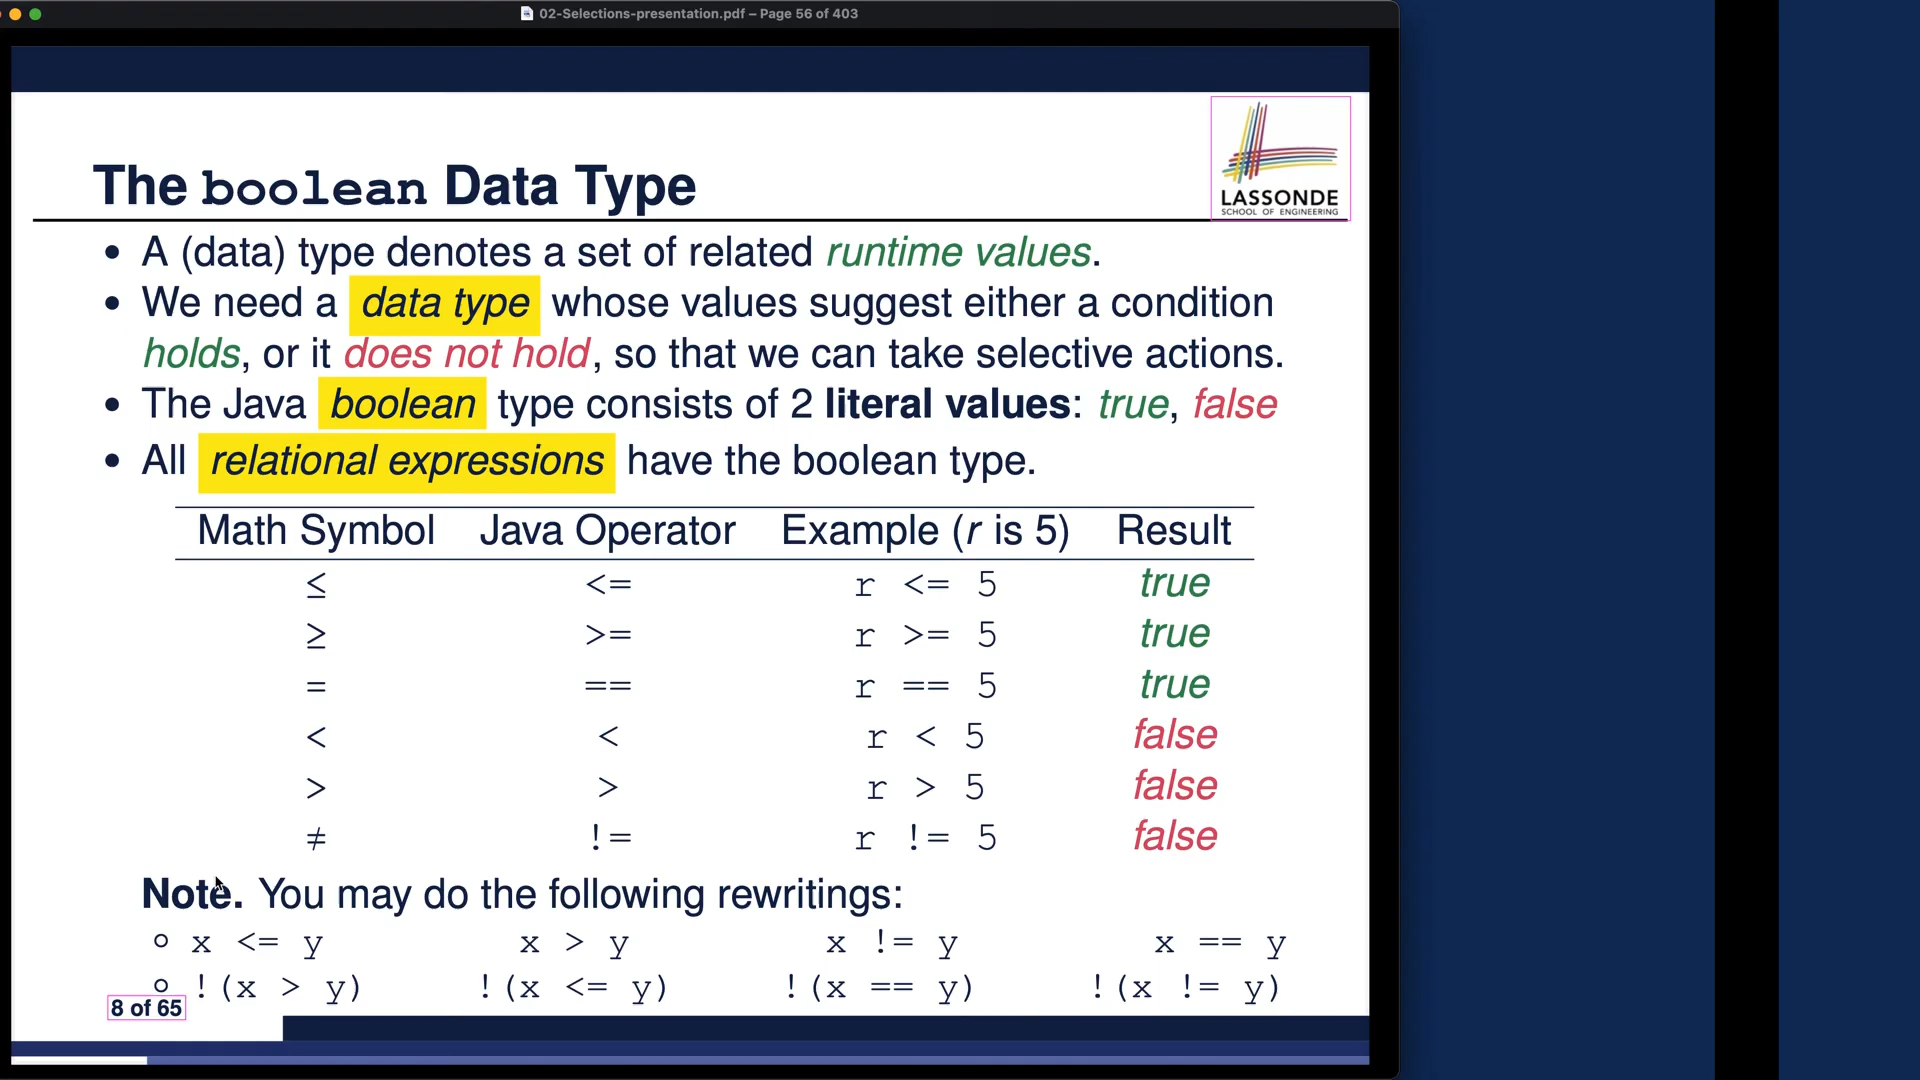 02-Selections-presentation.pdf – Page 56 of 403
LASSONDE
SCHOOL OF ENGINEERING
The boolean Data Type
• A (data) type denotes a set of related runtime values.
• We need a data type whose values suggest either a condition
holds, or it does not hold, so that we can take selective actions.
• The Java boolean type consists of 2 literal values: true, false
• All relational expressions have the boolean type.
Math Symbol Java Operator Example (r is 5) Result
≤ <= r <= 5 true
≥ >= r >= 5 true
= == r == 5 true
< < r < 5 false
> > r > 5 false
≠ != r != 5 false
Note. You may do the following rewritings:
◦ x <= y x > y x != y x == y
◦ !(x > y) !(x <= y) !(x == y) !(x != y)
8 of 65